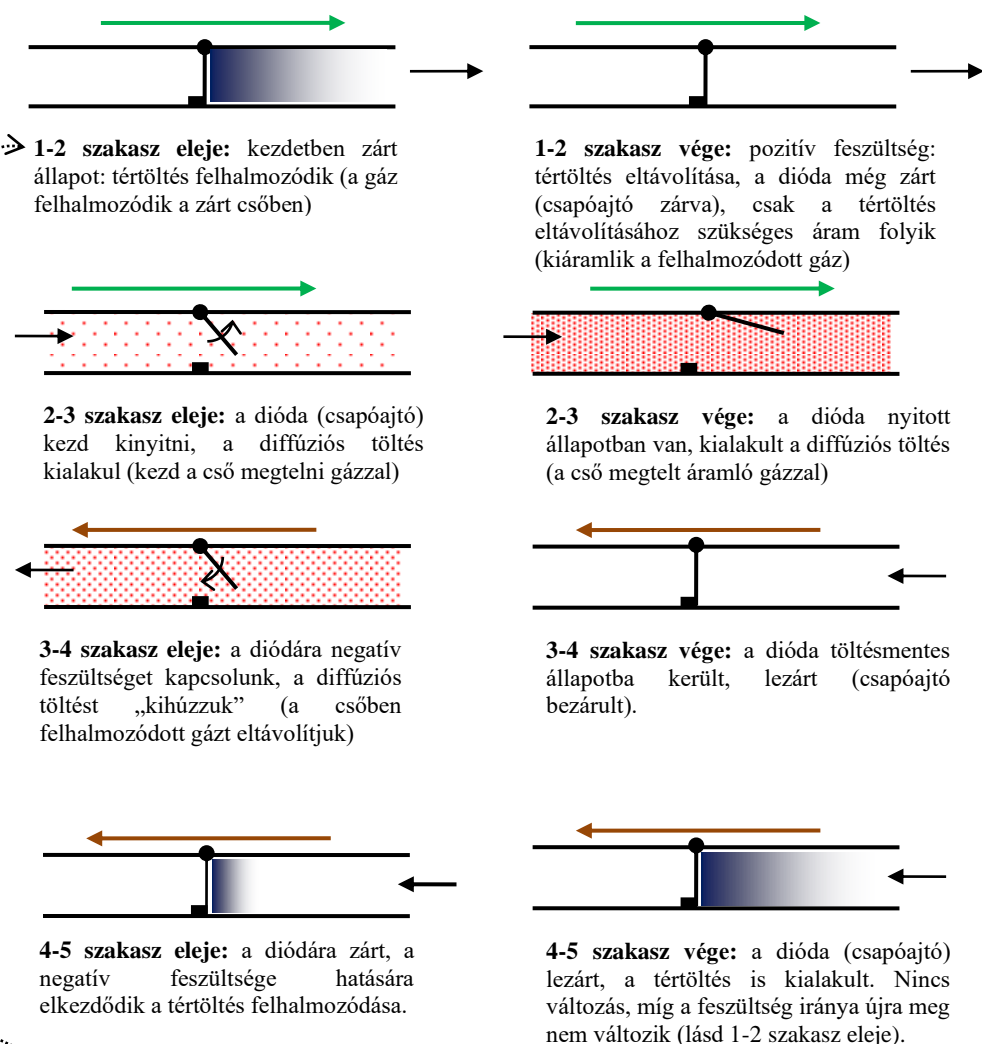 1-2 szakasz eleje: kezdetben zárt
állapot: tértöltés felhalmozódik (a gáz
felhalmozódik a zárt csőben)
1-2 szakasz vége: pozitív feszültség:
tértöltés eltávolítása, a dióda még zárt
(csapóajtó zárva), csak a tértöltés
eltávolításához szükséges áram folyik
(kiáramlik a felhalmozódott gáz)
2-3 szakasz eleje: a dióda (csapóajtó)
kezd kinyitni, a diffúziós töltés
kialakul (kezd a cső megtelni gázzal)
2-3 szakasz vége: a dióda nyitott
állapotban van, kialakult a diffúziós töltés
(a cső megtelt áramló gázzal)
3-4 szakasz eleje: a diódára negatív
feszültséget kapcsolunk, a diffúziós
töltést „kihúzzuk” (a csőben
felhalmozódott gázt eltávolítjuk)
3-4 szakasz vége: a dióda töltésmentes
állapotba került, lezárt (csapóajtó
bezárult).
4-5 szakasz eleje: a diódára zárt, a
negatív feszültsége hatására
elkezdődik a tértöltés felhalmozódása.
4-5 szakasz vége: a dióda (csapóajtó)
lezárt, a tértöltés is kialakult. Nincs
változás, míg a feszültség iránya újra meg
nem változik (lásd 1-2 szakasz eleje).